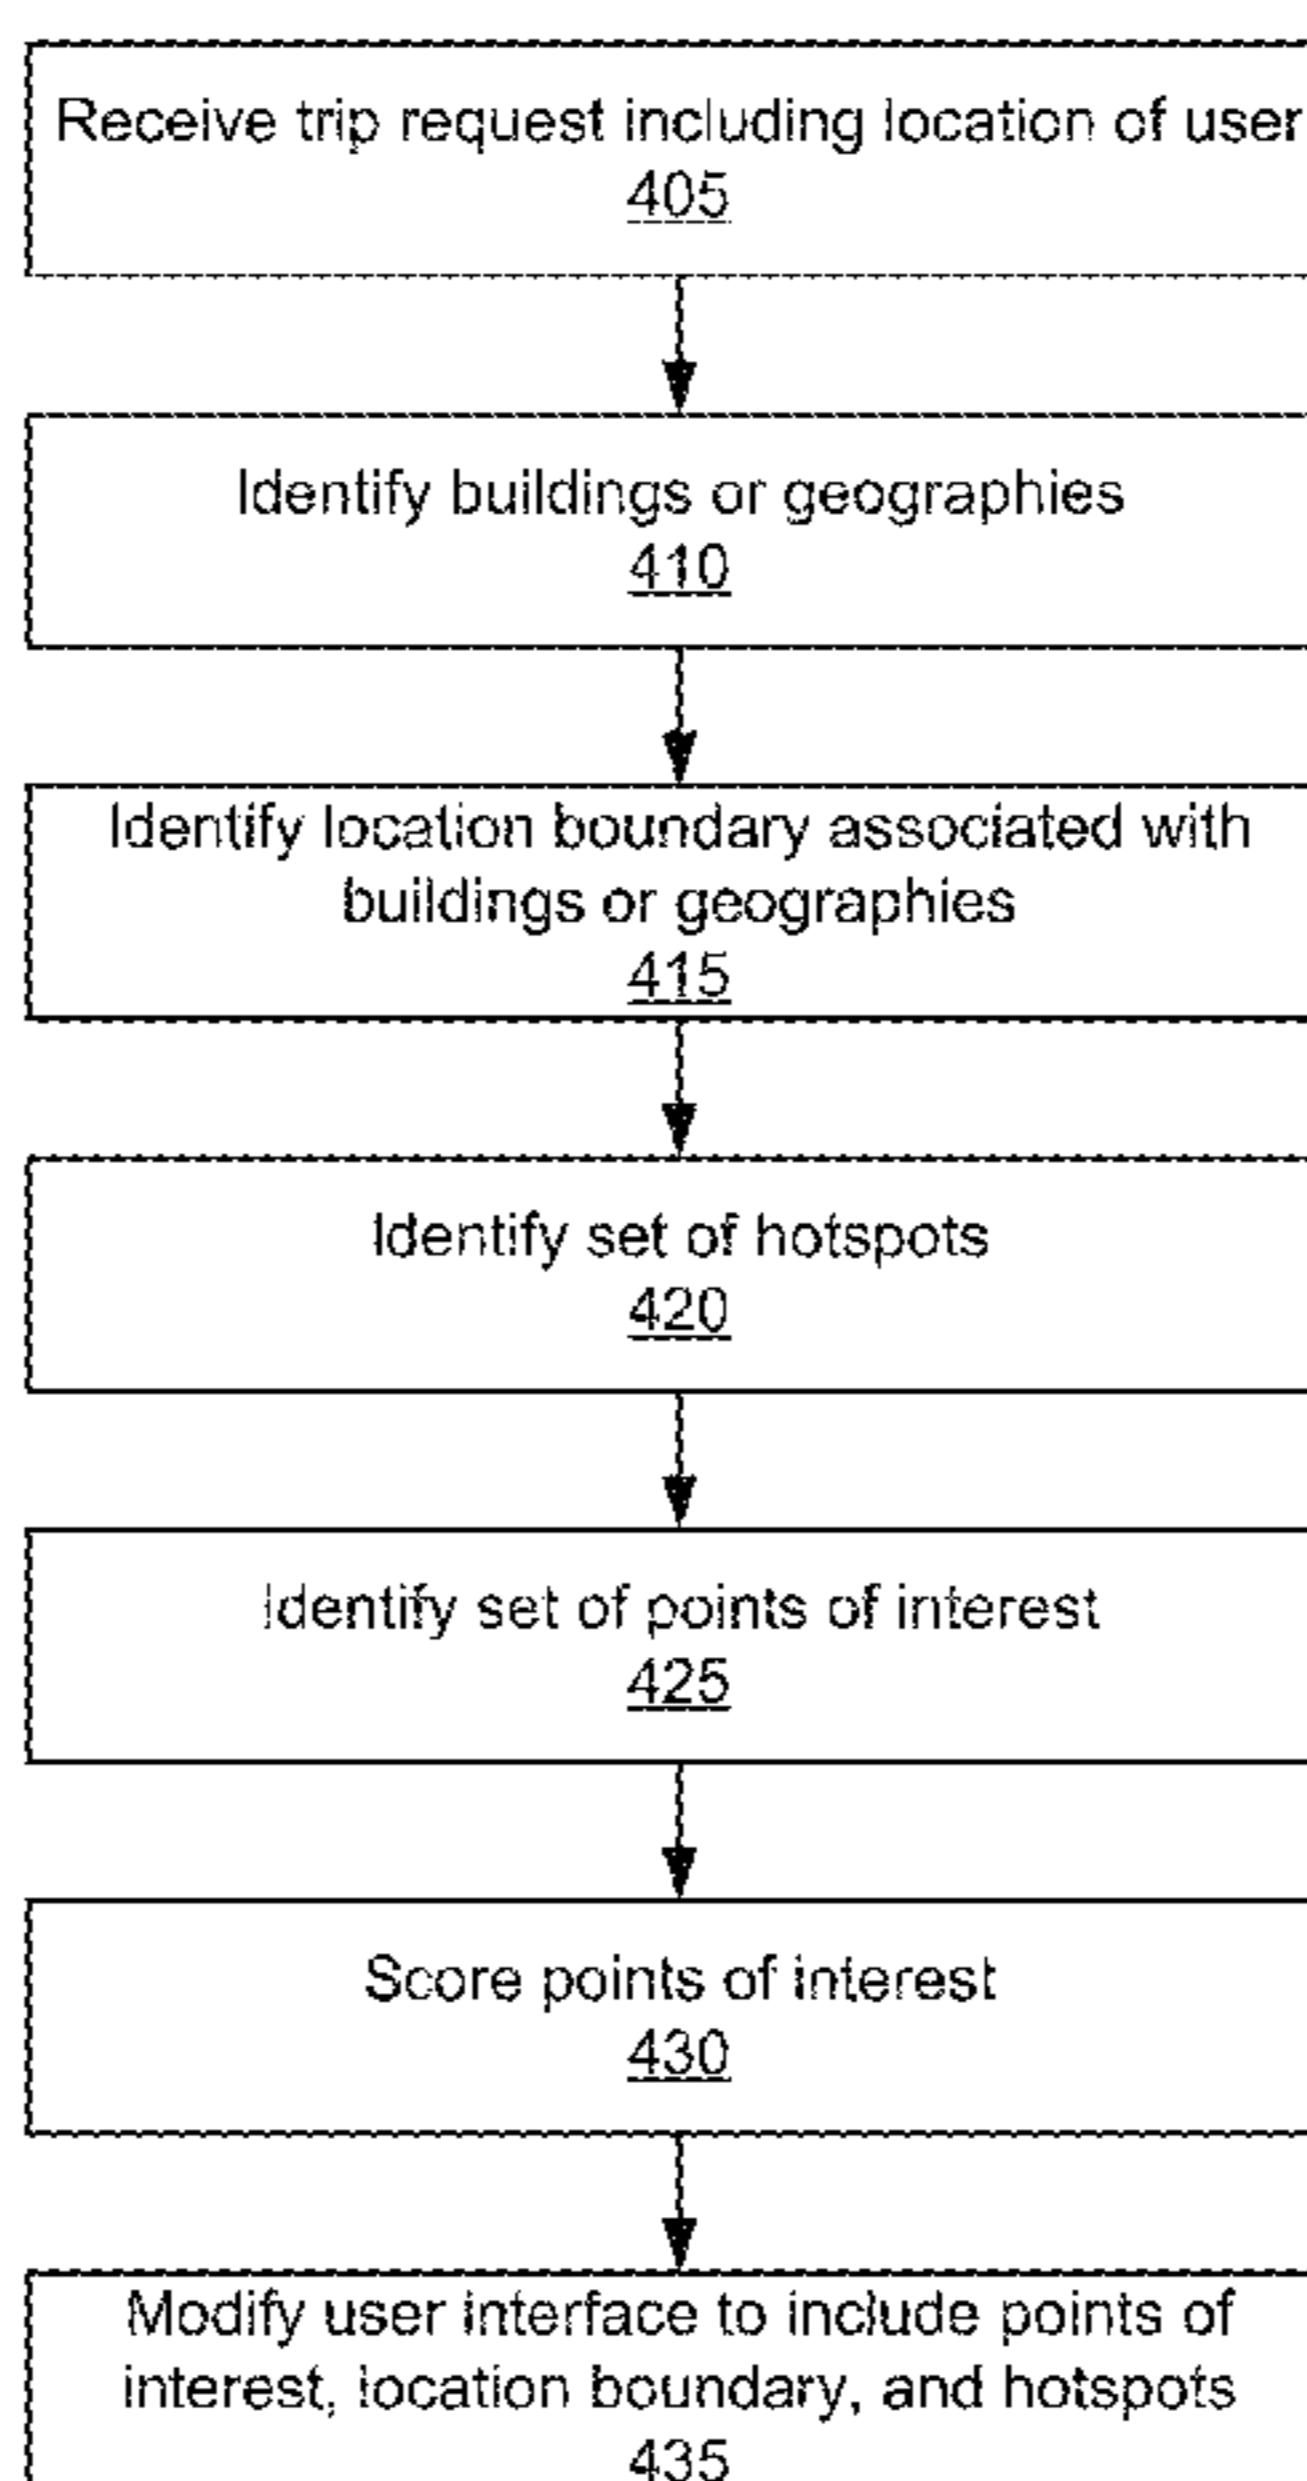 Receive trip request including location of user
405
Identify buildings or geographies
410
Identify location boundary associated with
buildings or geographies
415
Identify set of hotspots
420
Identify set of points of interest
425
Score points of interest
430
Modify user interface to include points of
interest, location boundary, and hotspots
435